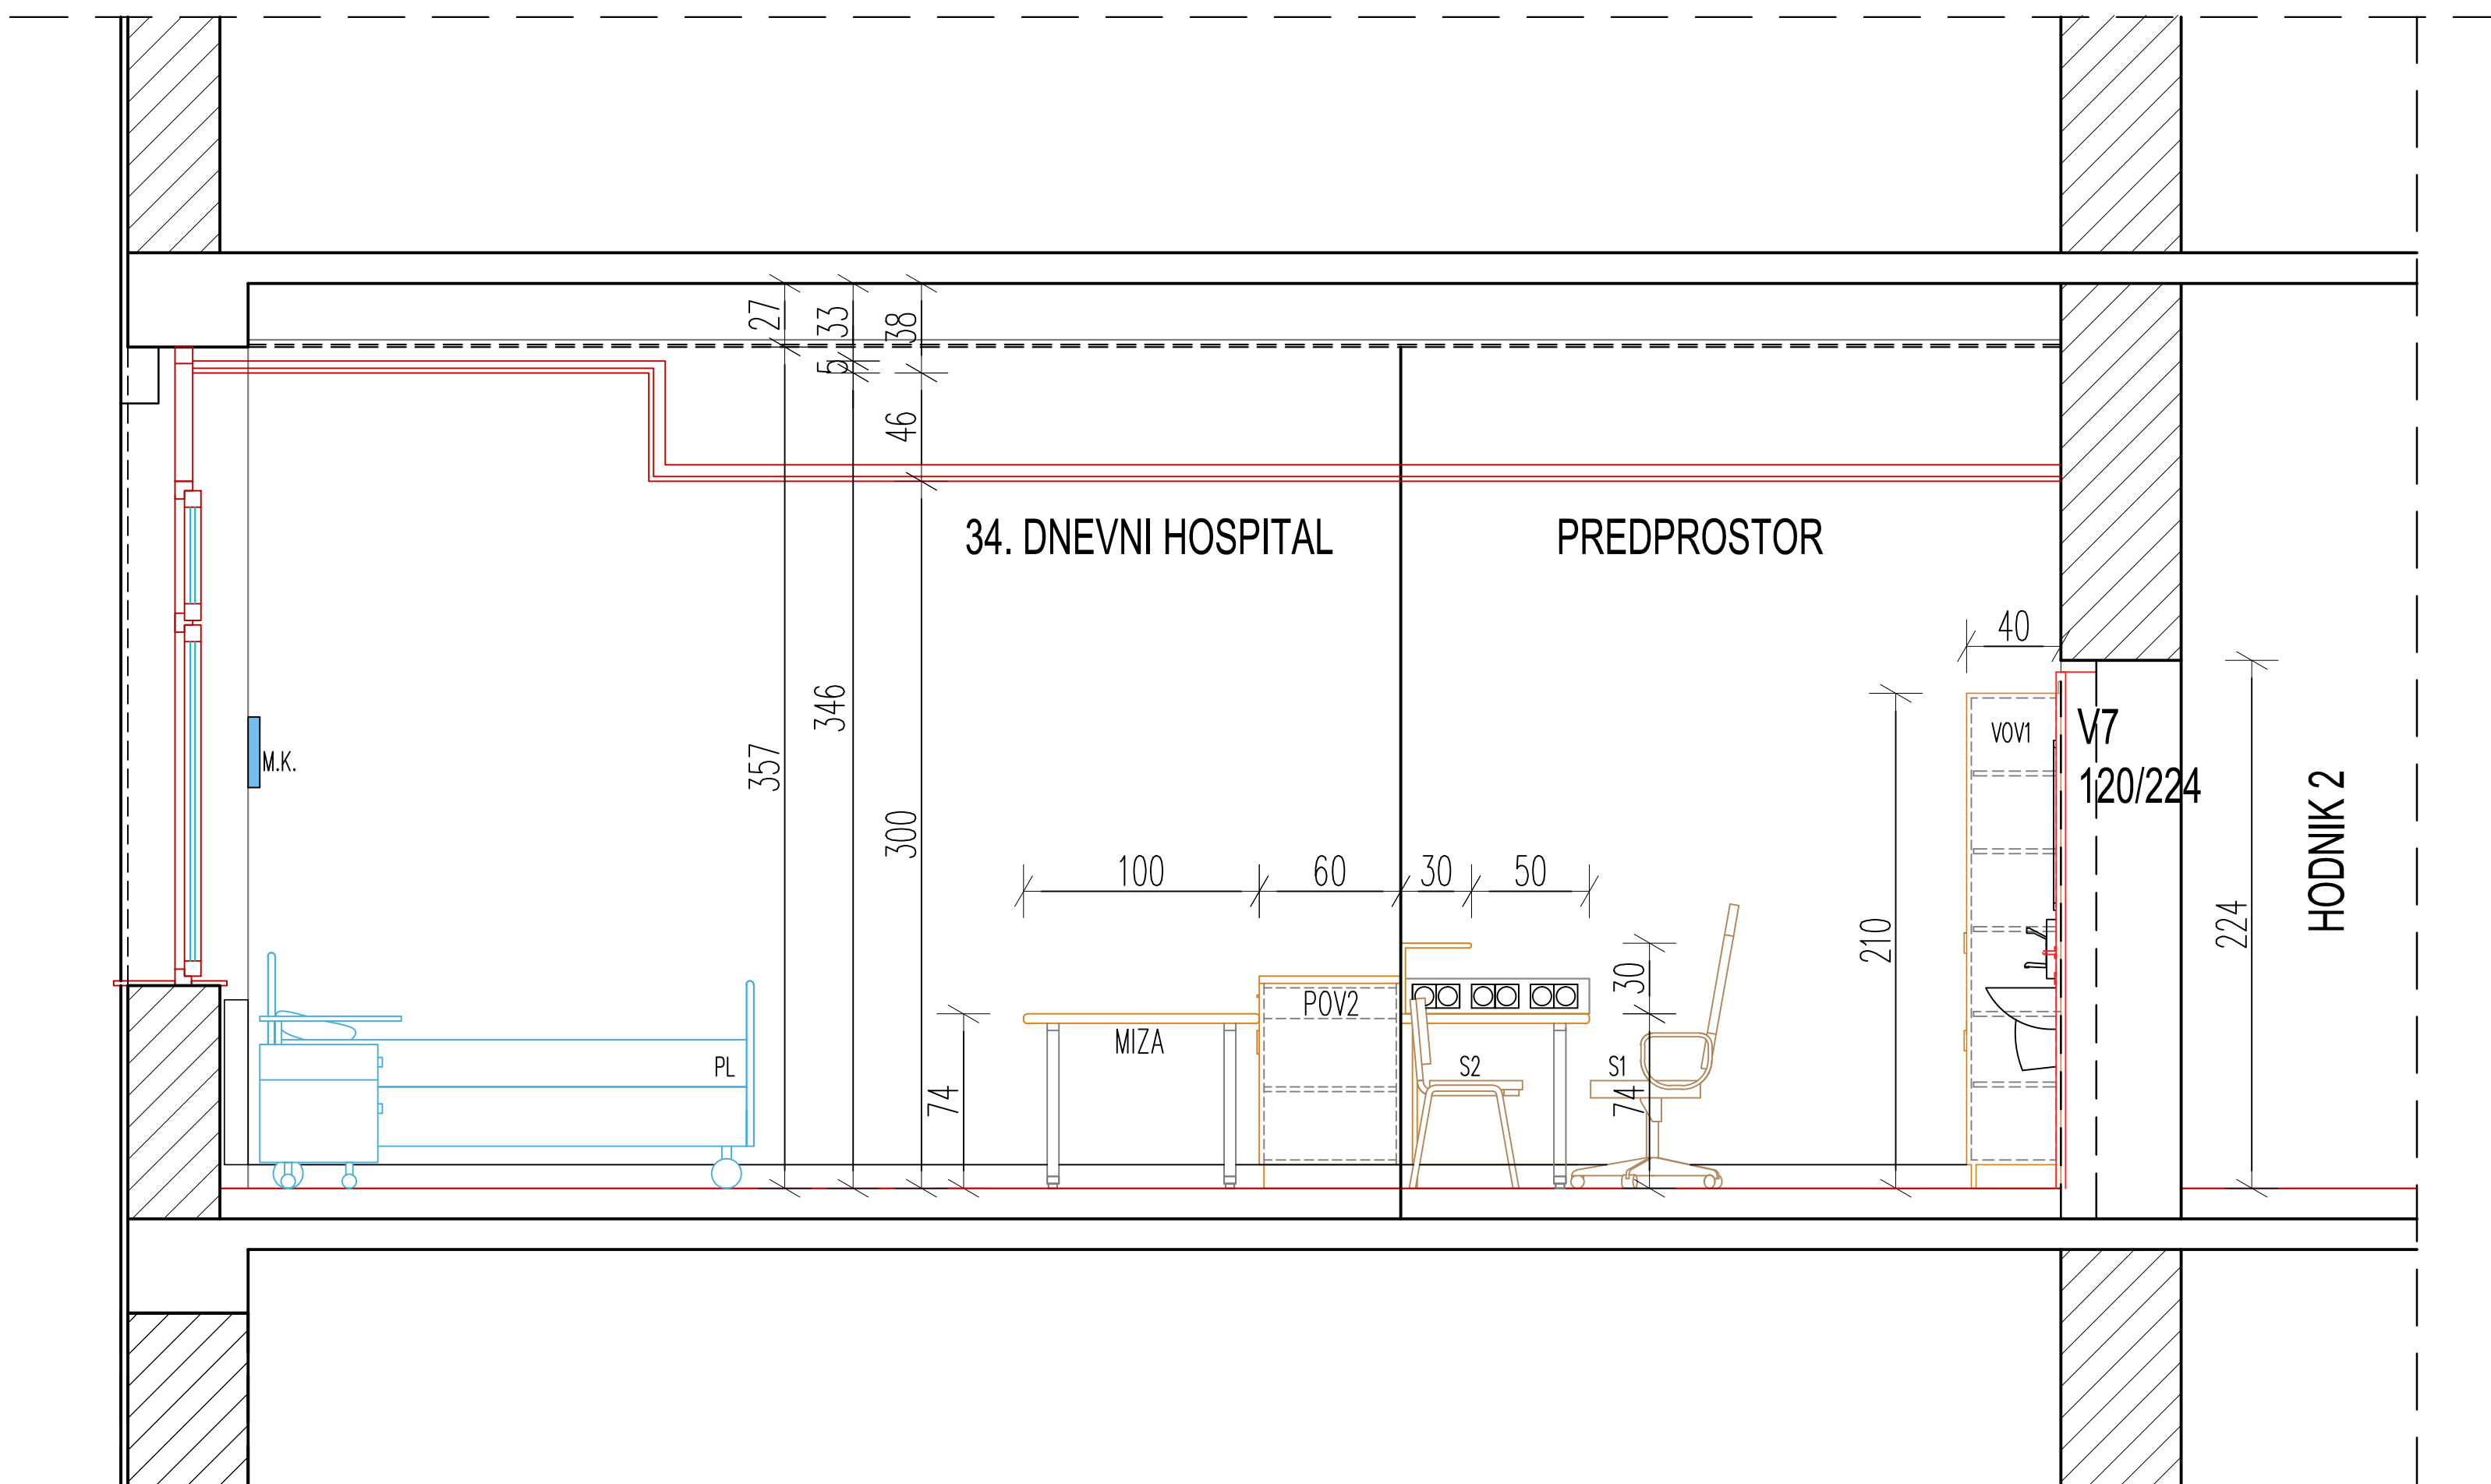 27
33
38
5
46
34. DNEVNI HOSPITAL
PREDPROSTOR
40
M.K.
357
346
300
VOV1
V7
120/224
HODNIK 2
100
60
30
50
210
224
30
POV2
MIZA
PL
S2
S1
74
74